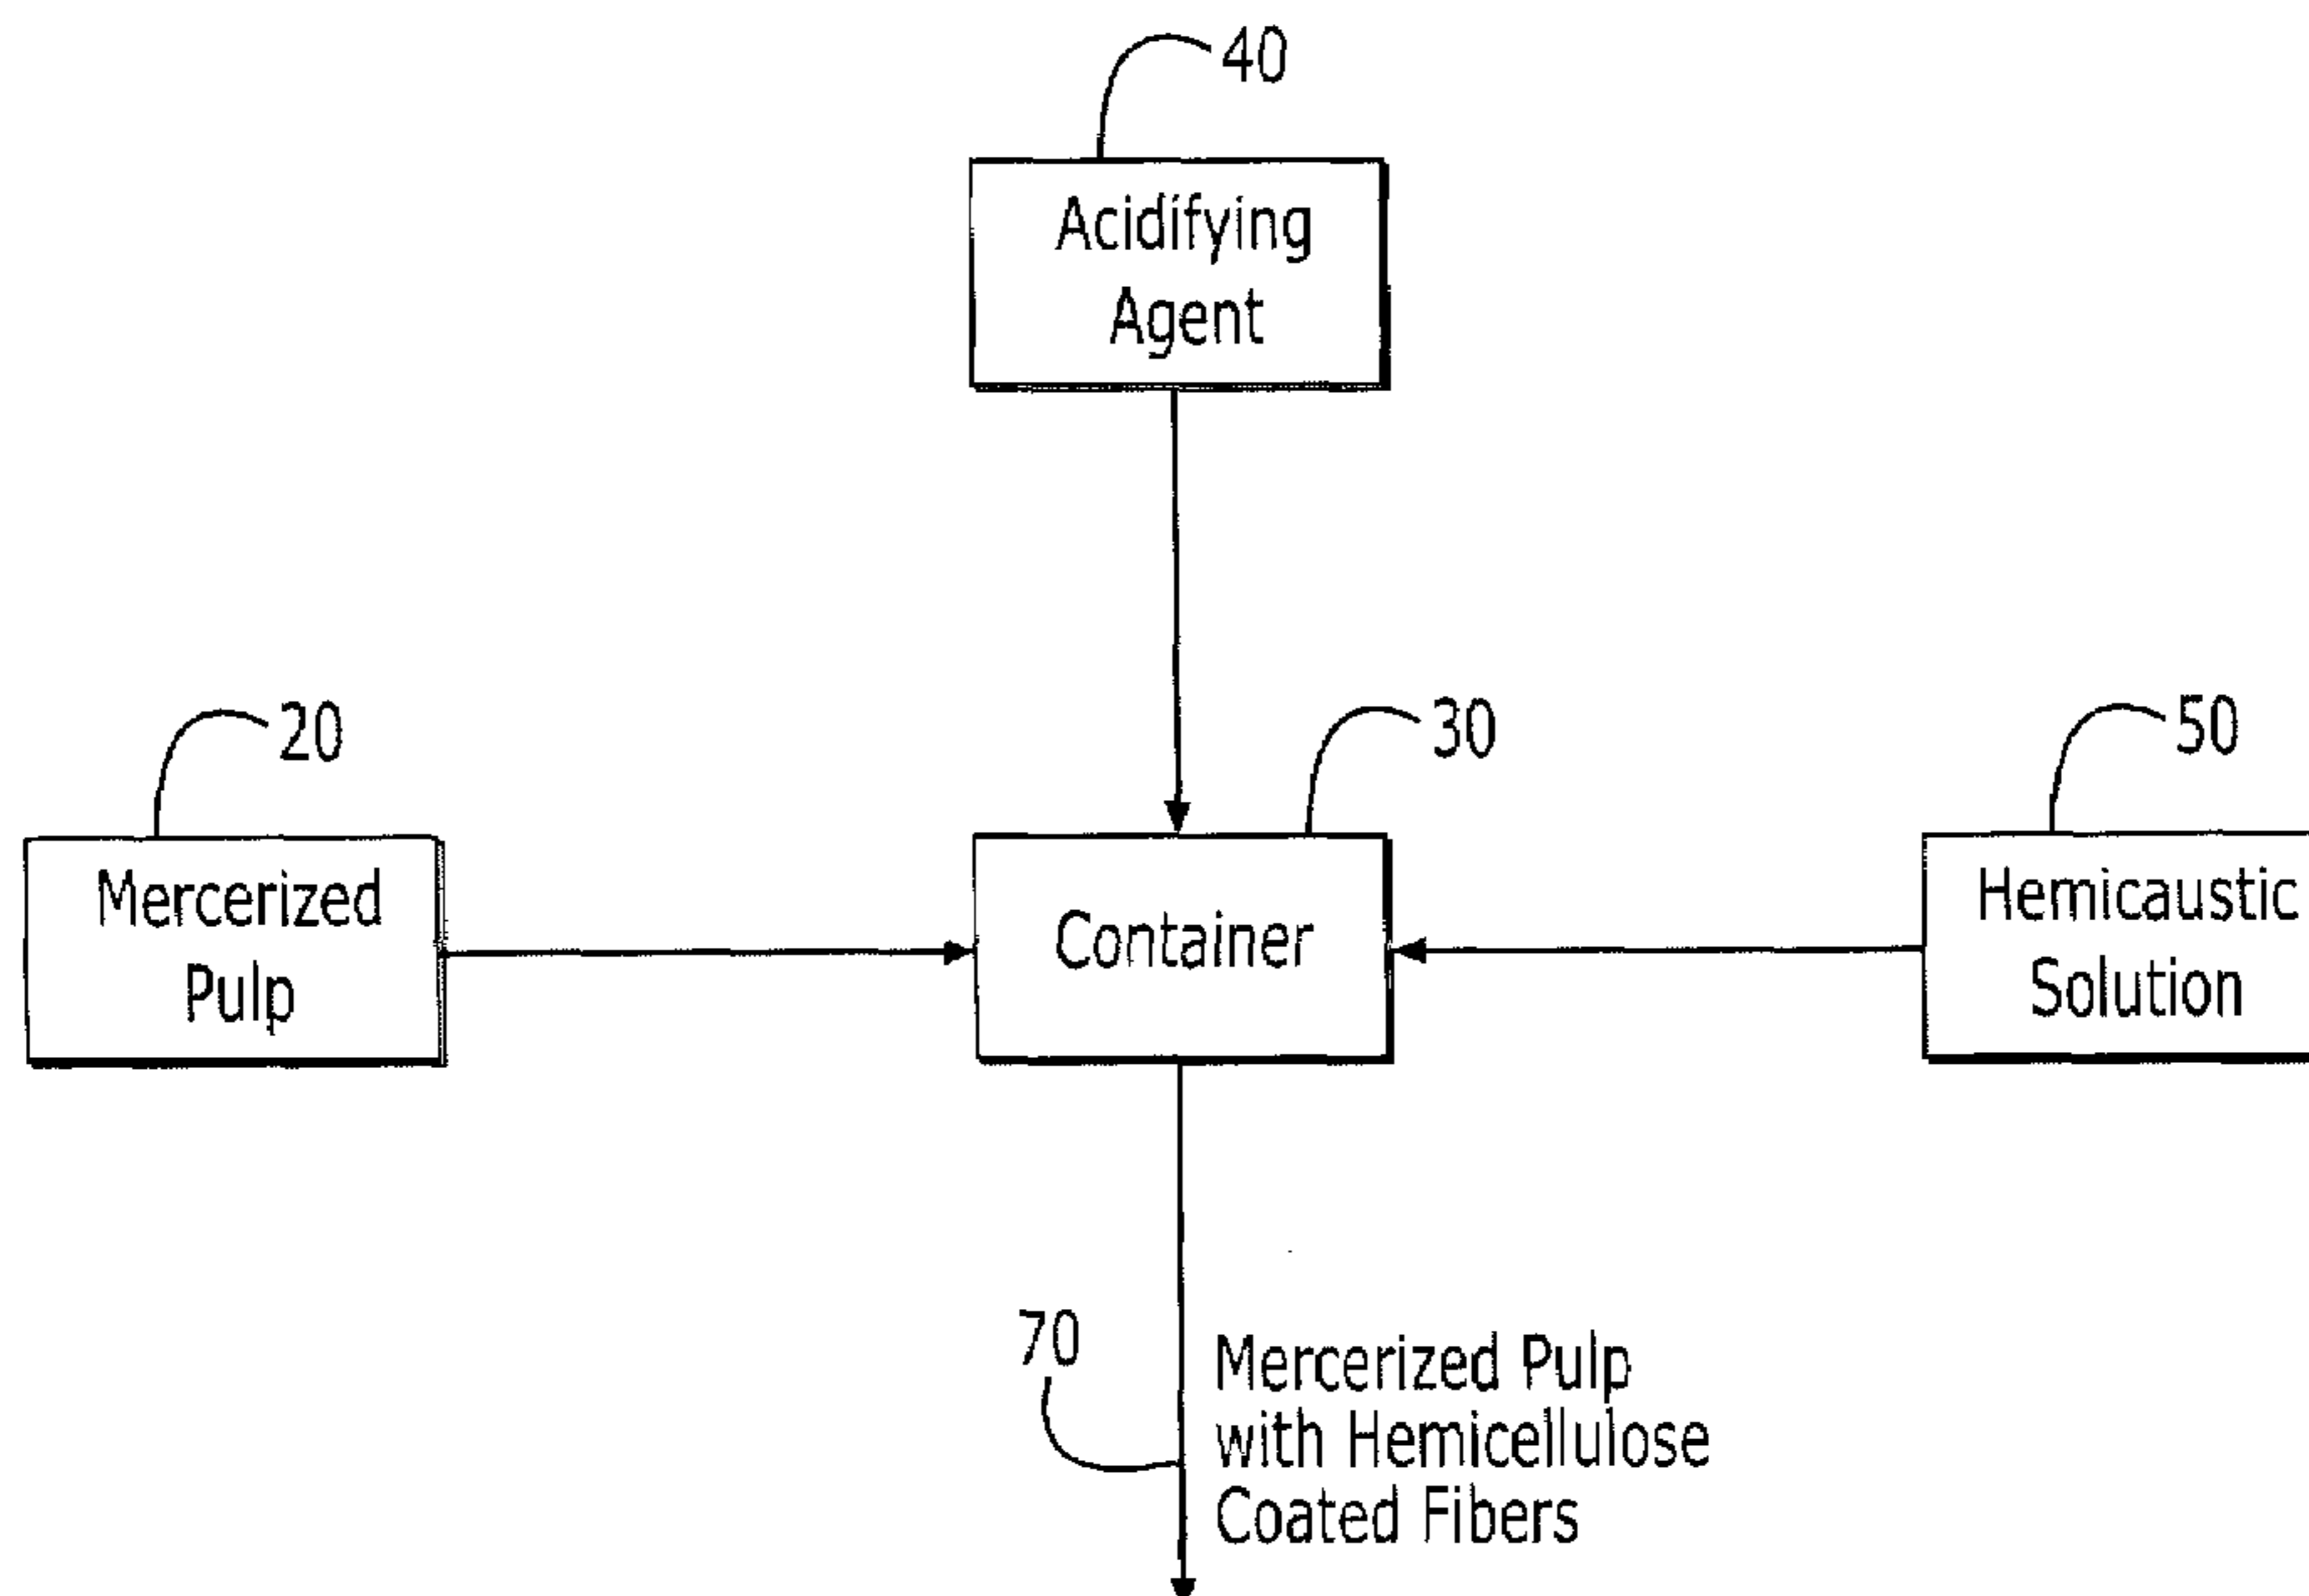 40
Acidifying
Agent
20
30
50
Mercerized
Pulp
Container
Hemicaustic
Solution
70
Mercerized Pulp
with Hemicellulose
Coated Fibers